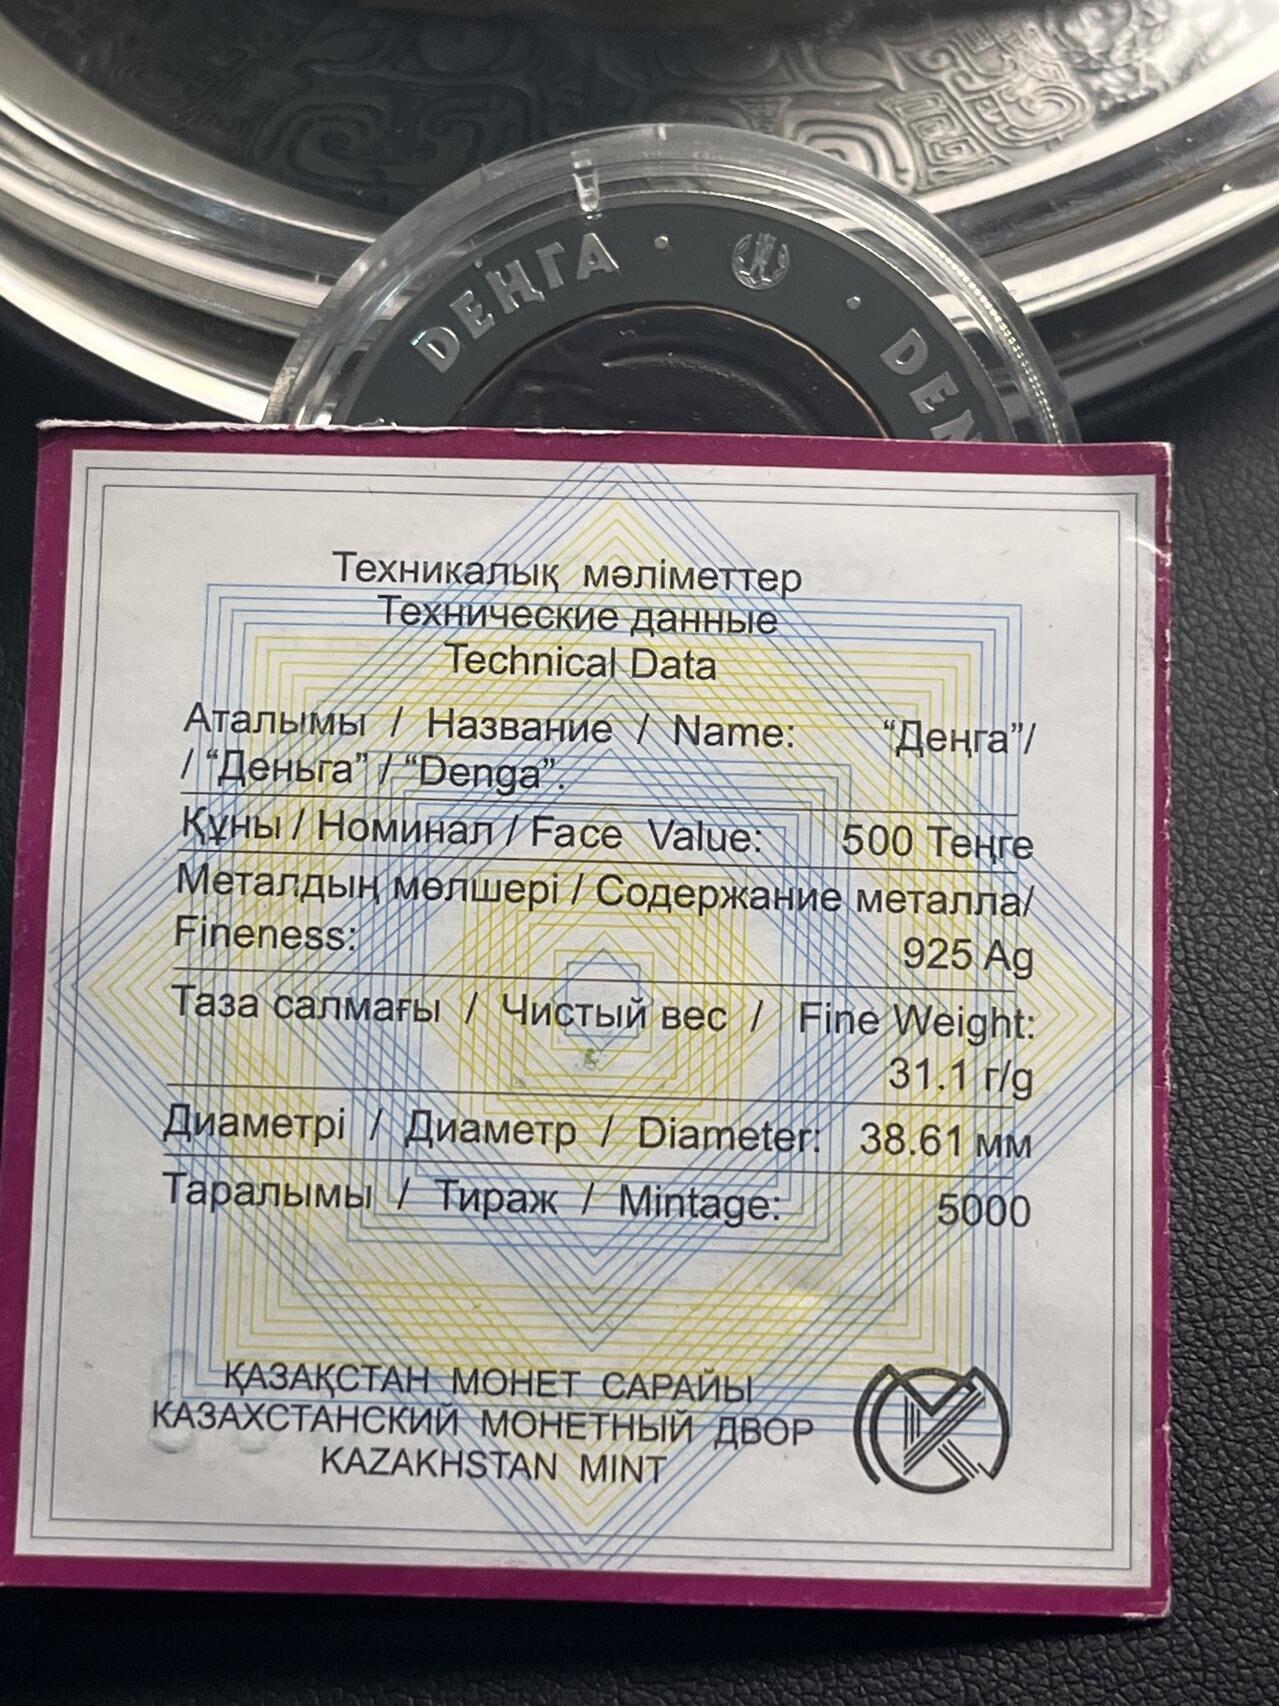 DЕҢГА · · DEN
Техникалық мәліметтер
Технические данные
Technical Data
Аталымы / Название / Name: “Деңга”/
/ “Деньга” / “Denga”.
Құны / Номинал / Face Value: 500 Теңге
Металдың мөлшері / Содержание металла/
Fineness: 925 Ag
Таза салмағы / Чистый вес / Fine Weight:
31.1 г/g
Диаметрі / Диаметр / Diameter: 38.61 мм
Таралымы / Тираж / Mintage: 5000
ҚАЗАҚСТАН МОНЕТ САРАЙЫ
КАЗАХСТАНСКИЙ МОНЕТНЫЙ ДВОР
KAZAKHSTAN MINT